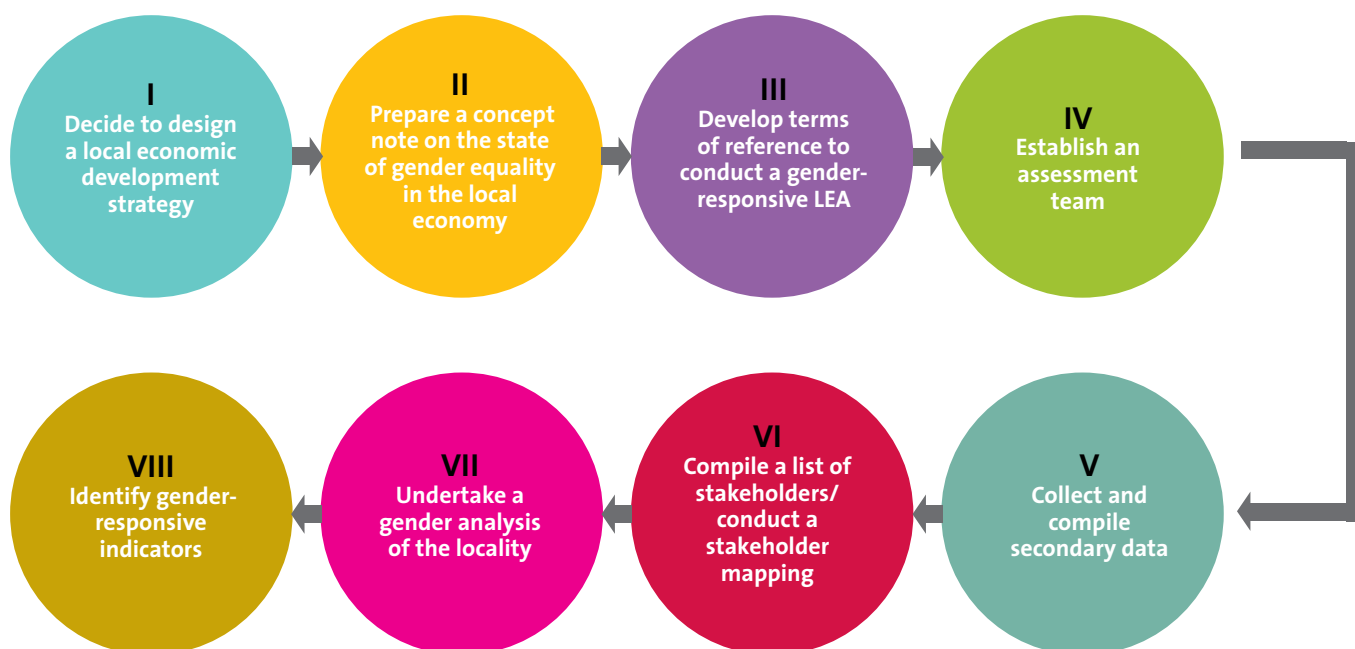 I
Decide to design
a local economic
development
strategy
II
Prepare a concept
note on the state
of gender equality
in the local
economy
III
Develop terms
of reference to
conduct a gender-
responsive LEA
IV
Establish an
assessment
team
V
Collect and
compile
secondary data
VI
Compile a list of
stakeholders/
conduct a
stakeholder
mapping
VII
Undertake a
gender analysis
of the locality
VIII
Identify gender-
responsive
indicators